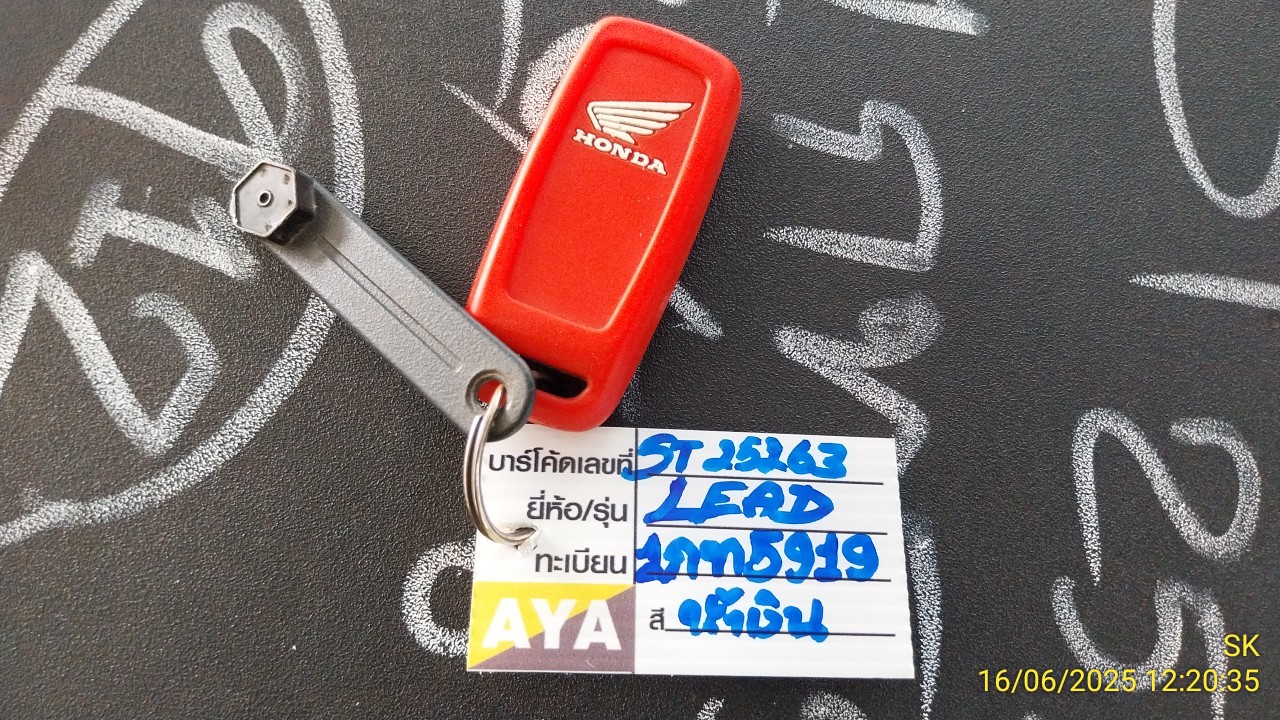 HONDA
บาร์โค้ดเลขที่ ST 25263
ยี่ห้อ/รุ่น LEAD
ทะเบียน 1กท5919
AYA สี น้ำเงิน
SK
16/06/2025 12:20:35